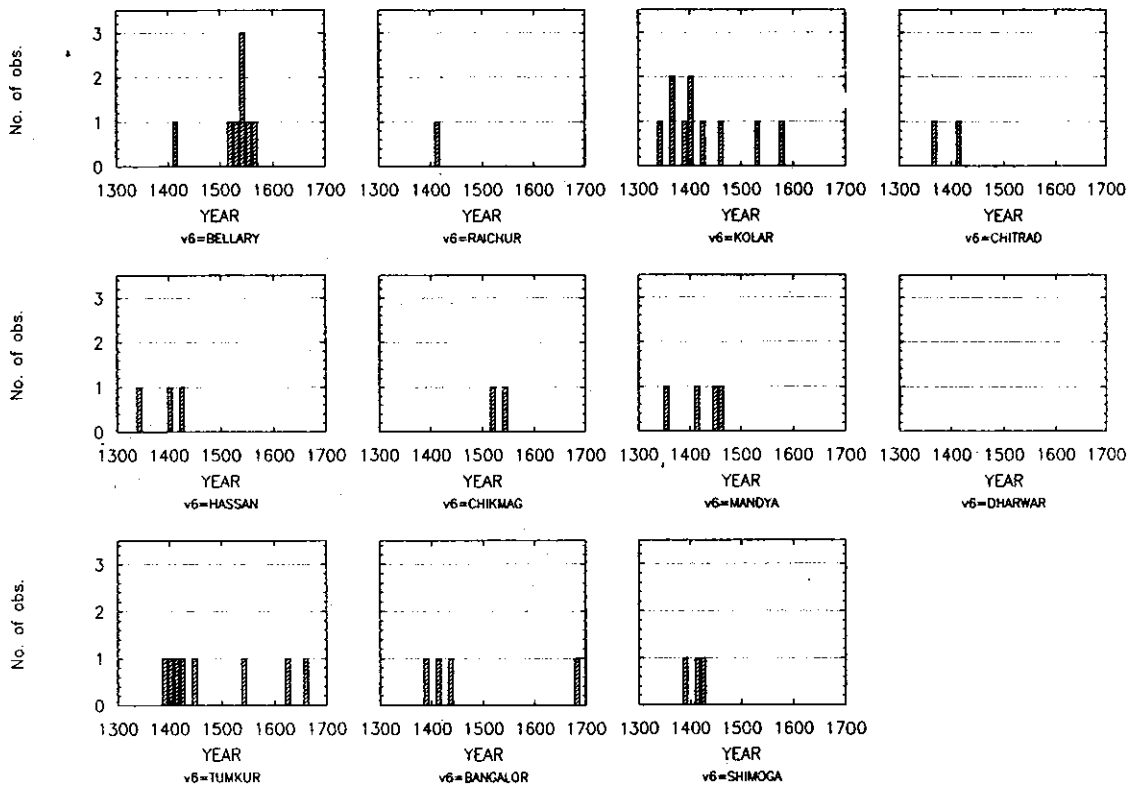 No. of obs.
3
2
1
0
1300 1400 1500 1600 1700
YEAR
v6=BELLARY
1300 1400 1500 1600 1700
YEAR
v6=RAICHUR
1300 1400 1500 1600 1700
YEAR
v6=KOLAR
1300 1400 1500 1600 1700
YEAR
v6=CHITRAD
No. of obs.
3
2
1
0
1300 1400 1500 1600 1700
YEAR
v6=HASSAN
1300 1400 1500 1600 1700
YEAR
v6=CHIKMAG
1300 1400 1500 1600 1700
YEAR
v6=MANDYA
1300 1400 1500 1600 1700
YEAR
v6=DHARWAR
No. of obs.
3
2
1
0
1300 1400 1500 1600 1700
YEAR
v6=TUMKUR
1300 1400 1500 1600 1700
YEAR
v6=BANGALOR
1300 1400 1500 1600 1700
YEAR
v6=SHIMOGA